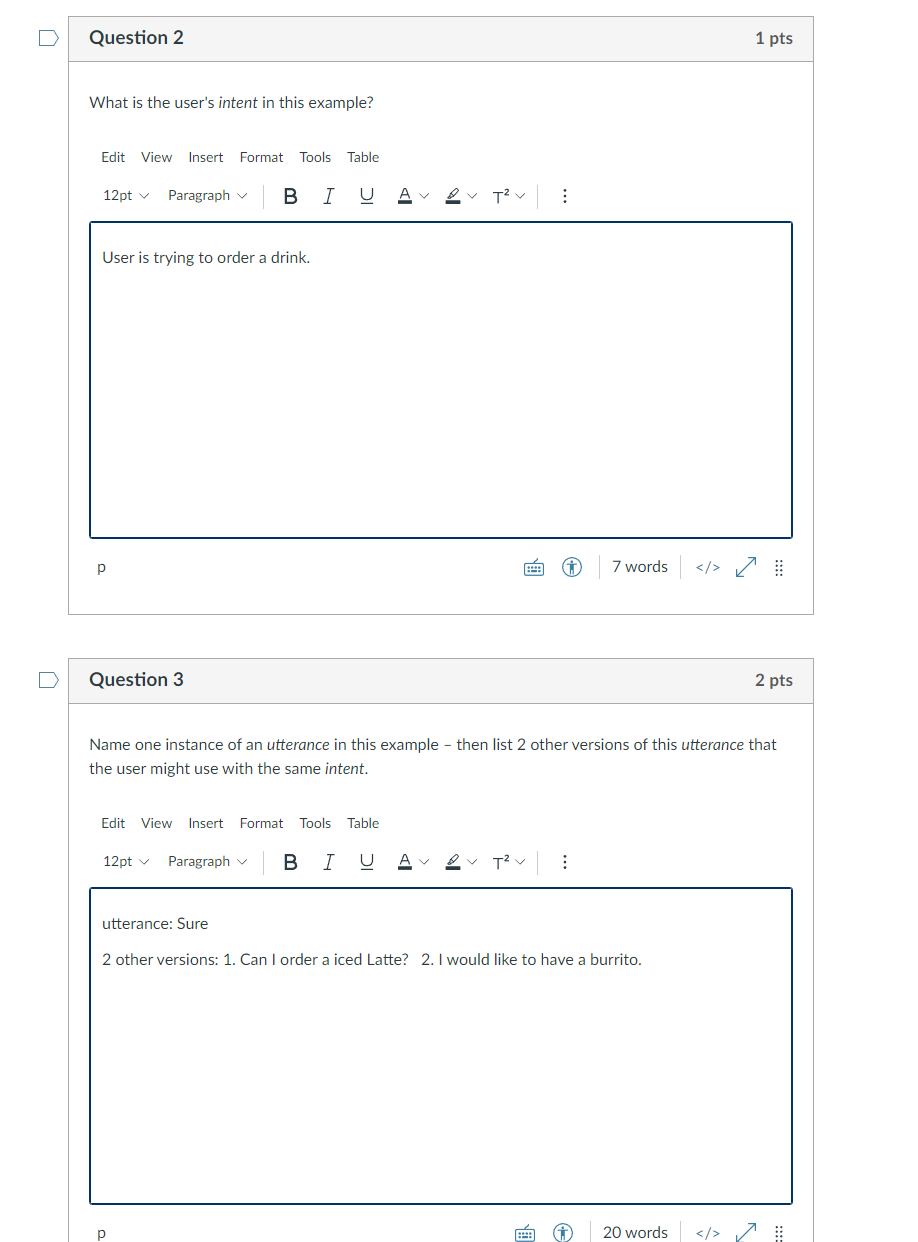 Question 2 1 pts
What is the user's intent in this example?
Edit View Insert Format Tools Table
12pt Paragraph B I U A T²
User is trying to order a drink.
p 7 words </>
Question 3 2 pts
Name one instance of an utterance in this example – then list 2 other versions of this utterance that
the user might use with the same intent.
Edit View Insert Format Tools Table
12pt Paragraph B I U A T²
utterance: Sure
2 other versions: 1. Can I order a iced Latte? 2. I would like to have a burrito.
p 20 words </>